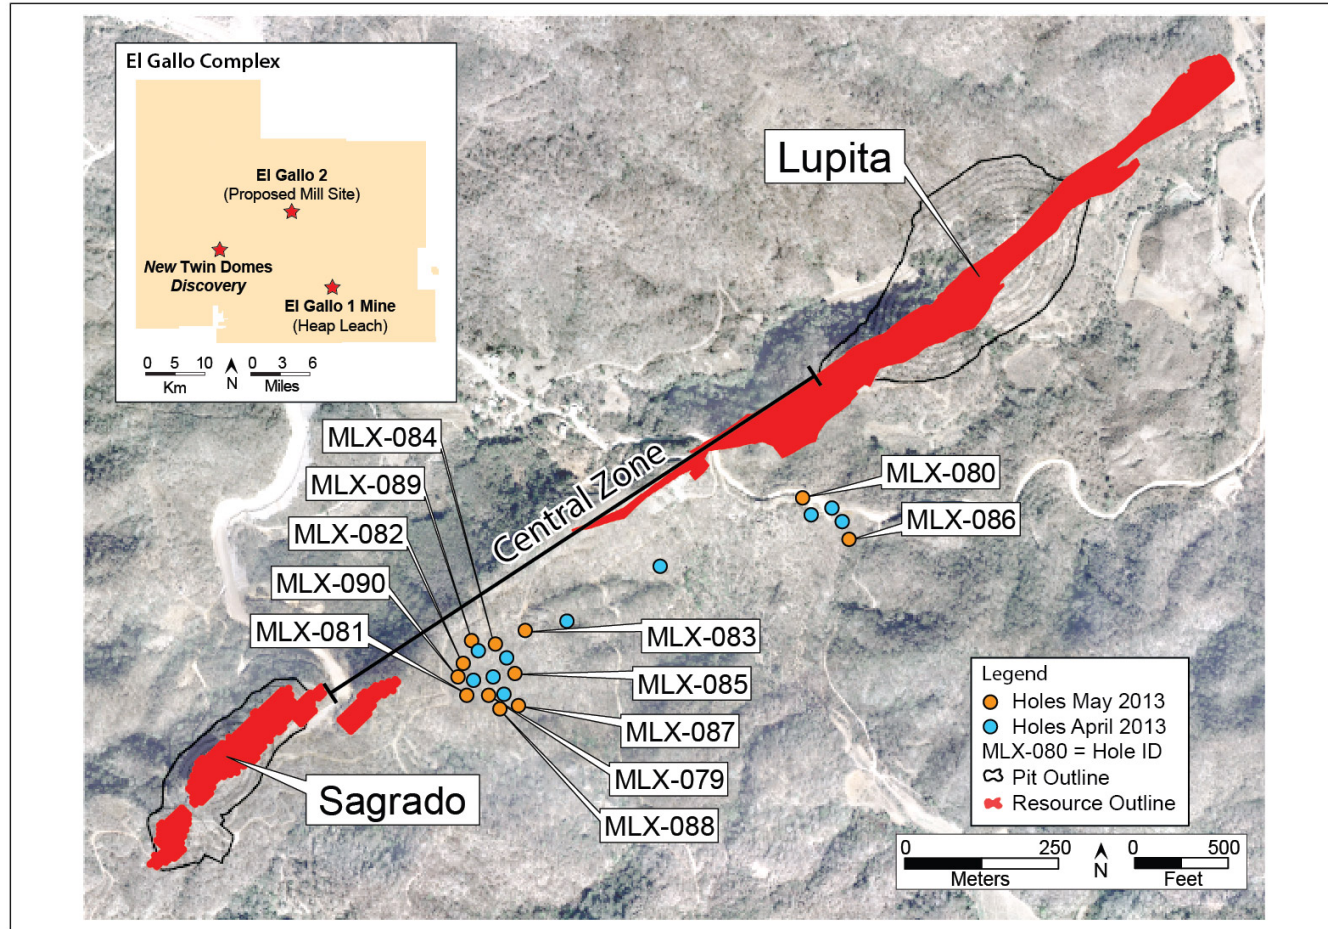 El Gallo Complex
El Gallo 2
(Proposed Mill Site)
New Twin Domes
Discovery
El Gallo 1 Mine
(Heap Leach)
0 5 10
Km
N
0 3 6
Miles
Lupita
Central Zone
MLX-084
MLX-089
MLX-082
MLX-090
MLX-081
MLX-080
MLX-086
MLX-083
MLX-085
MLX-087
MLX-079
MLX-088
Sagrado
Legend
Holes May 2013
Holes April 2013
MLX-080 = Hole ID
Pit Outline
Resource Outline
0 250
Meters
N
0 500
Feet